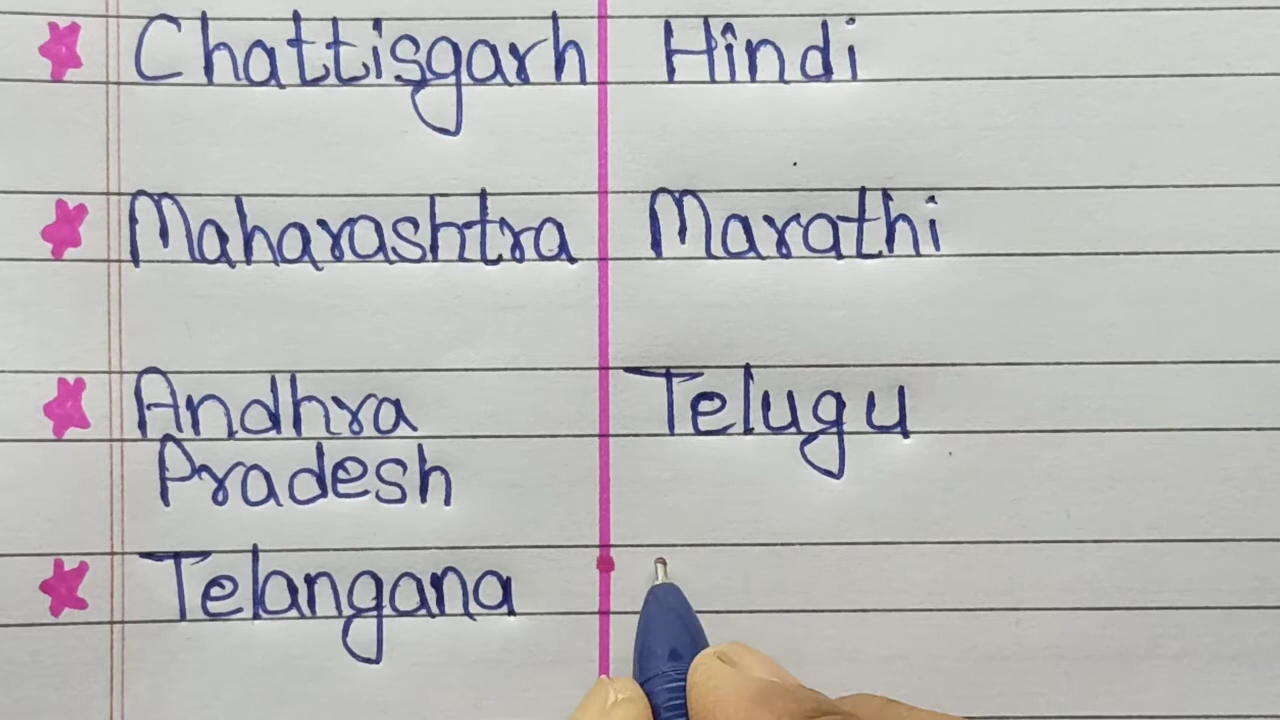 Chattisgarh Hindi
Maharashtra Marathi
Andhra Telugu
Pradesh
Telangana